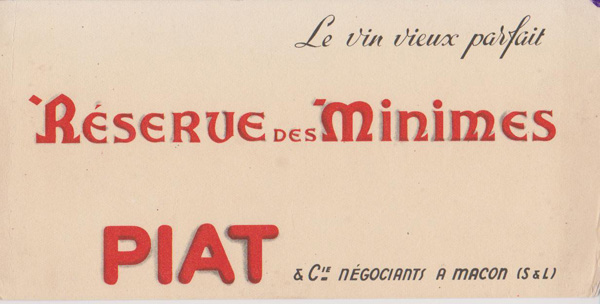 Le vin vieux parfait
RÉSERVE DES MINIMES
PIAT & Cie NÉGOCIANTS A MACON (S & L)